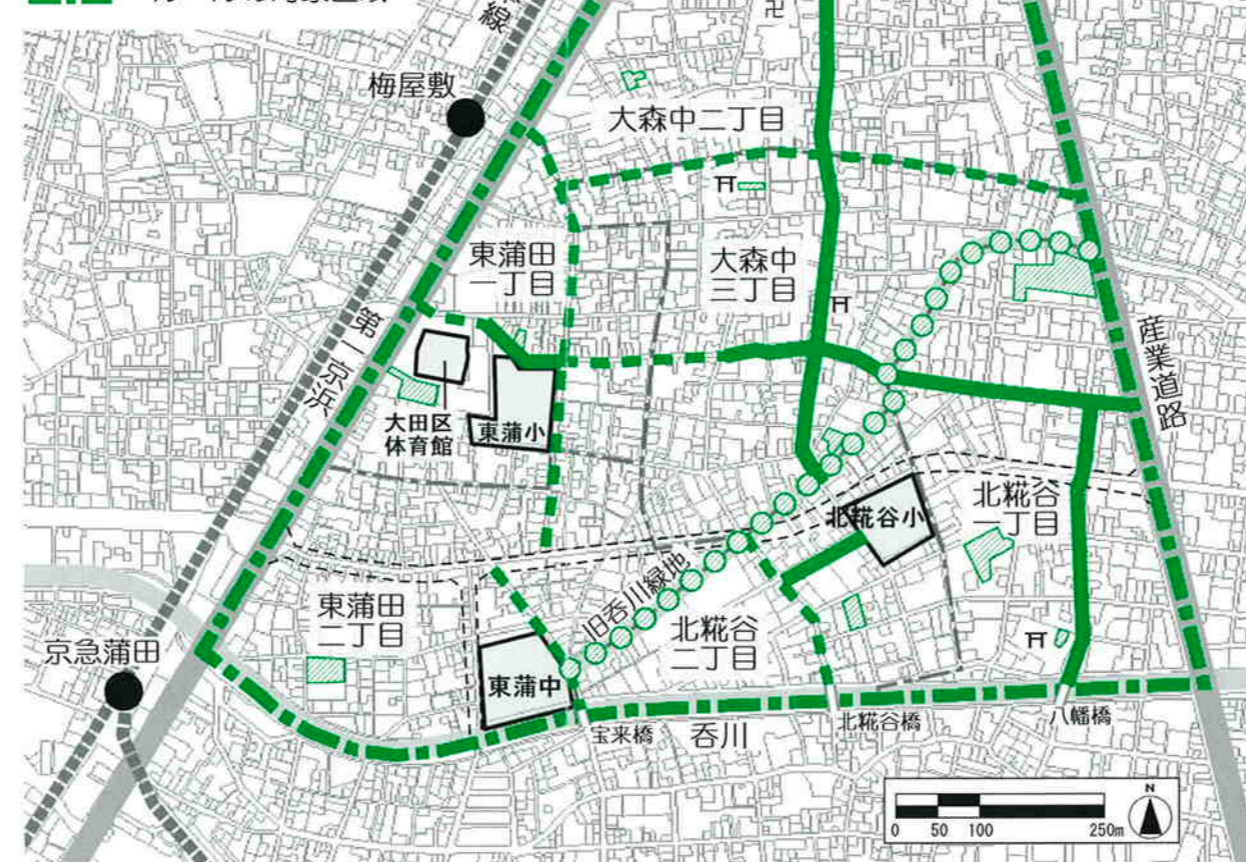 梅屋敷
大森中二丁目
東蒲田
一丁目
大森中
三丁目
第一京浜
産業道路
大田区
体育館
東蒲小
北糀谷小
北糀谷
一丁目
旧呑川緑地
東蒲田
二丁目
北糀谷
二丁目
京急蒲田
東蒲中
宝来橋
呑川
北糀谷橋
八幡橋
N
0 50 100 250m